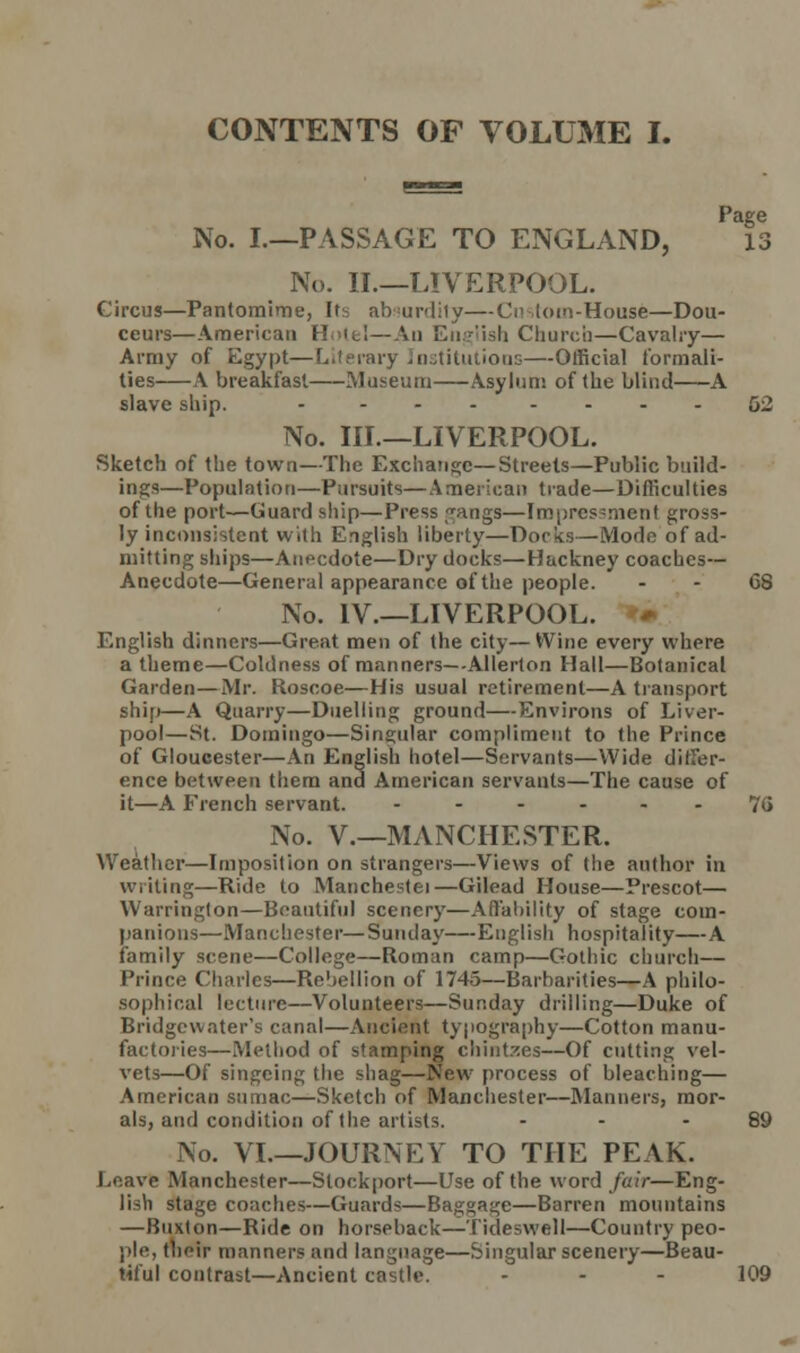 CONTENTS OF VOLUME I.
Page
No. I.—PASSAGE TO ENGLAND, 13
No. II.—LIVERPOOL.
Circus—Pantomime, Its absurdity—Custom-House—Dou-
ceurs—American Hotel—An English Church—Cavalry—
Army of Egypt—Literary Institutions—Official formali-
ties—A breakfast—Museum—Asylum of the blind—A
slave ship. - - - - - - - - 52
No. III.—LIVERPOOL.
Sketch of the town—The Exchange—Streets—Public build-
ings—Population—Pursuits—American trade—Difficulties
of the port—Guard ship—Press gangs—Impressment gross-
ly inconsistent with English liberty—Docks—Mode of ad-
mitting ships—Anecdote—Dry docks—Hackney coaches—
Anecdote—General appearance of the people. - - 68
No. IV.—LIVERPOOL.
English dinners—Great men of the city—Wine every where
a theme—Coldness of manners—Allerton Hall—Botanical
Garden—Mr. Roscoe—His usual retirement—A transport
ship—A Quarry—Duelling ground—Environs of Liver-
pool—St. Domingo—Singular compliment to the Prince
of Gloucester—An English hotel—Servants—Wide differ-
ence between them and American servants—The cause of
it—A French servant. - - - - - - 76
No. V.—MANCHESTER.
Weather—Imposition on strangers—Views of the author in
writing—Ride to Manchester—Gilead House—Prescot—
Warrington—Beautiful scenery—Affability of stage com-
panions—Manchester—Sunday—English hospitality—A
family scene—College—Roman camp—Gothic church—
Prince Charles—Rebellion of 1745—Barbarities—A philo-
sophical lecture—Volunteers—Sunday drilling—Duke of
Bridgewater's canal—Ancient typography—Cotton manu-
factories—Method of stamping chintzes—Of cutting vel-
vets—Of singeing the shag—New process of bleaching—
American sumac—Sketch of Manchester—Manners, mor-
als, and condition of the artists. - - - 89
No. VI.—JOURNEY TO THE PEAK.
Leave Manchester—Stockport—Use of the word fair—Eng-
lish stage coaches—Guards—Baggage—Barren mountains
—Buxton—Ride on horseback—Tideswell—Country peo-
ple, their manners and language—Singular scenery—Beau-
tiful contrast—Ancient castle. - - - 109